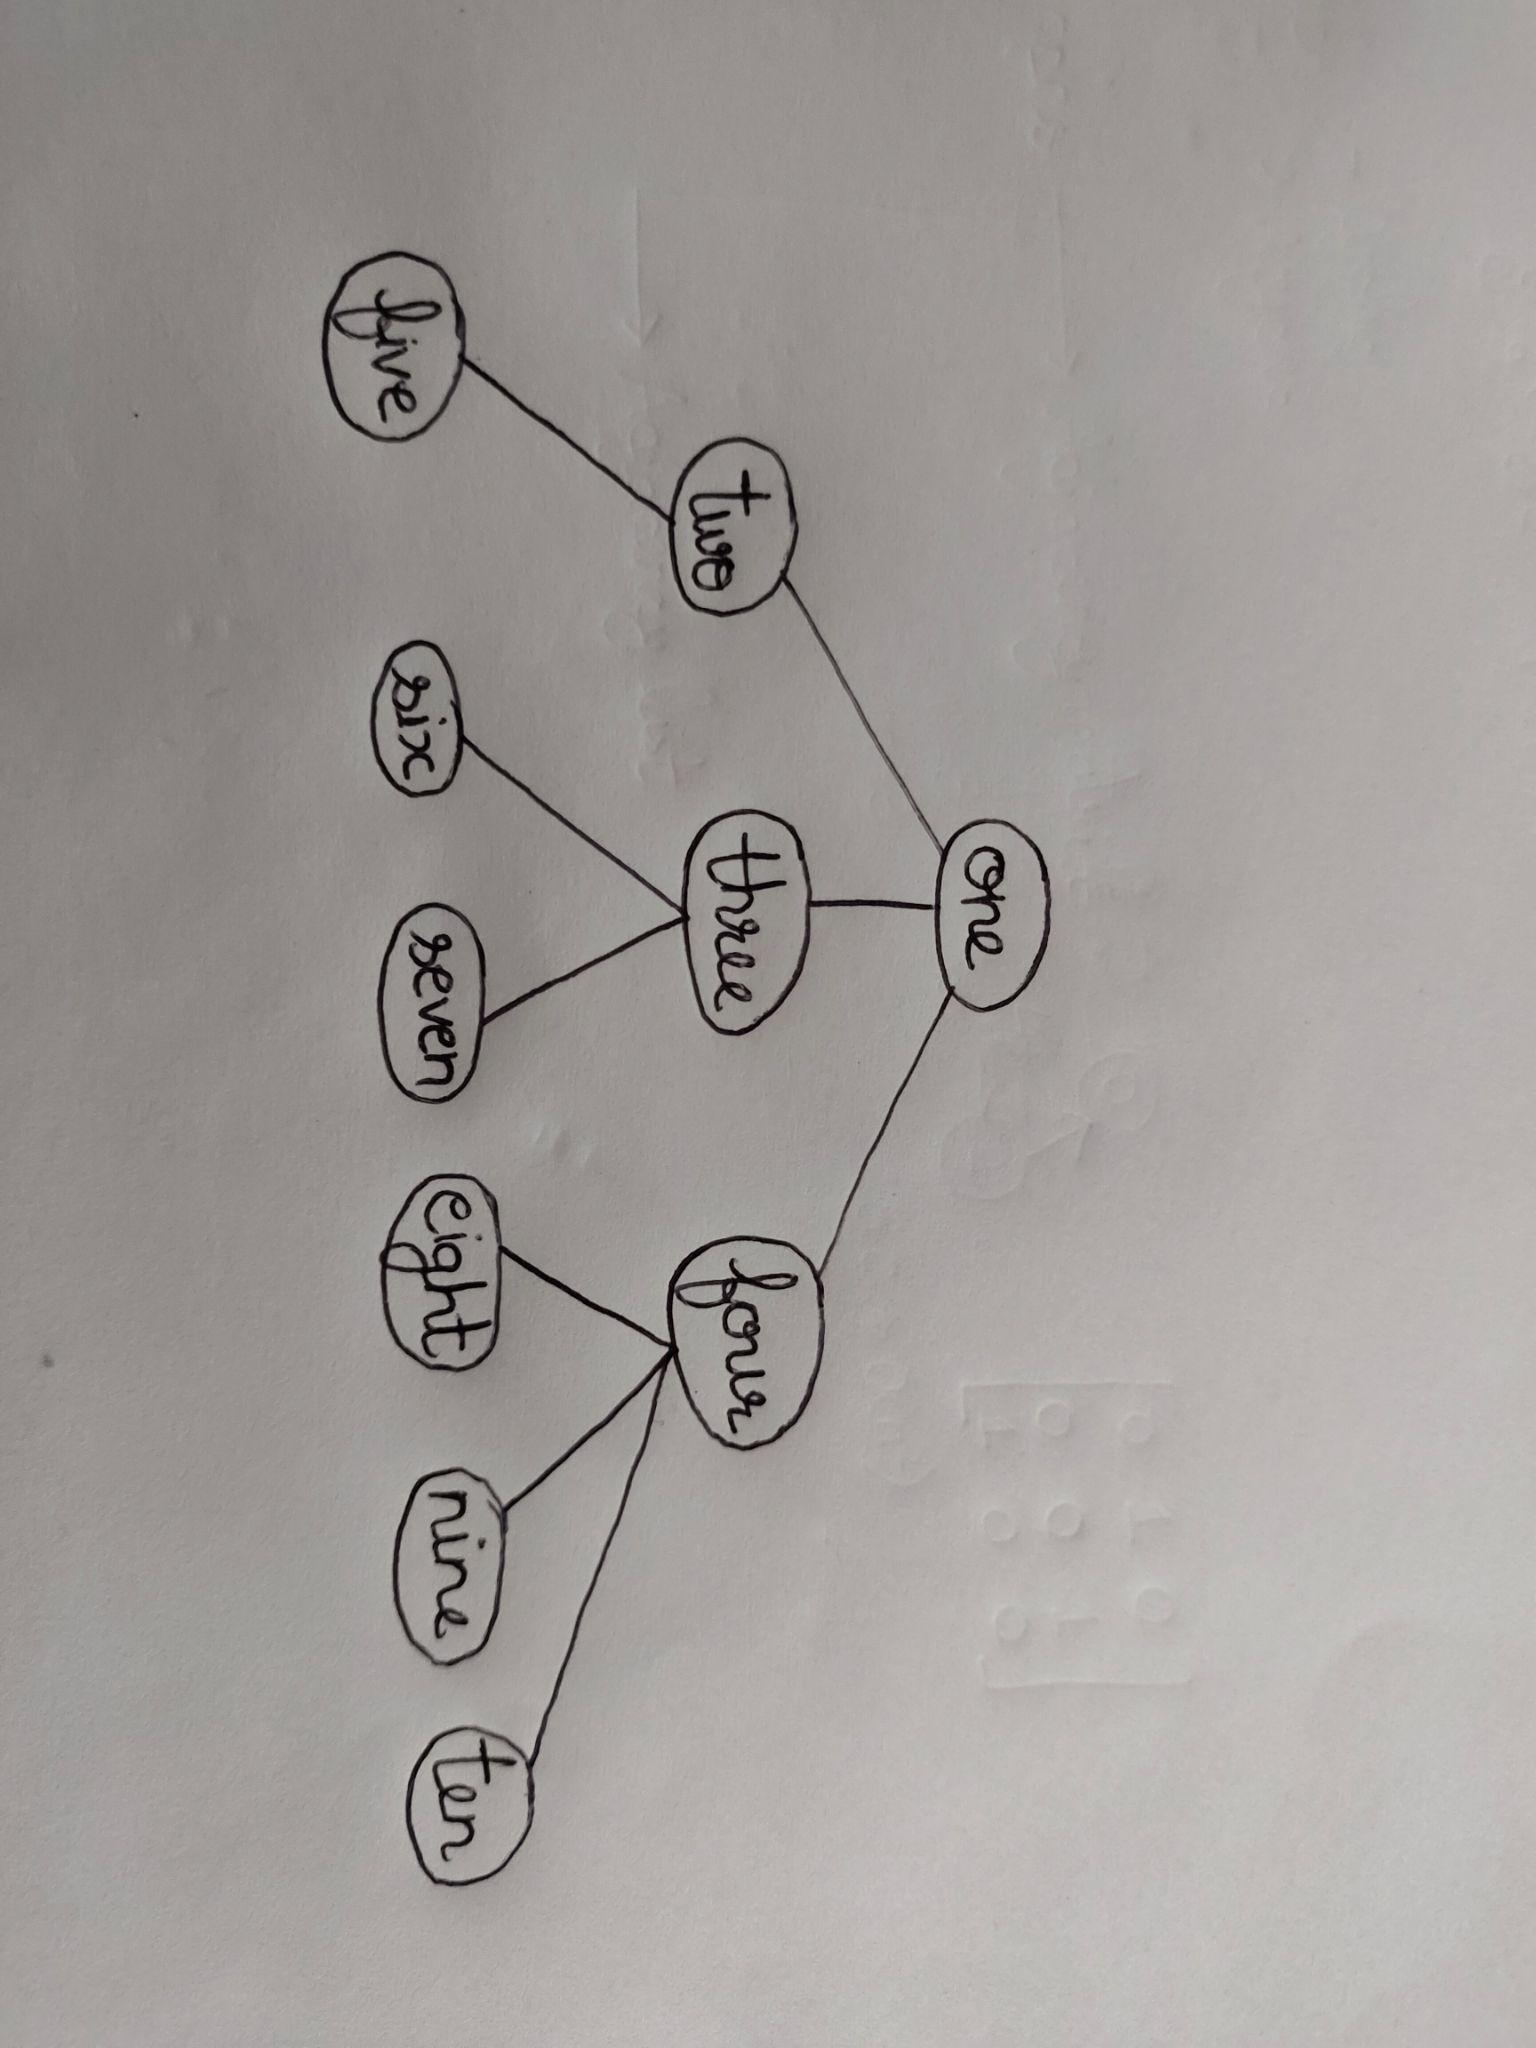 one
two three four
five six seven eight nine ten